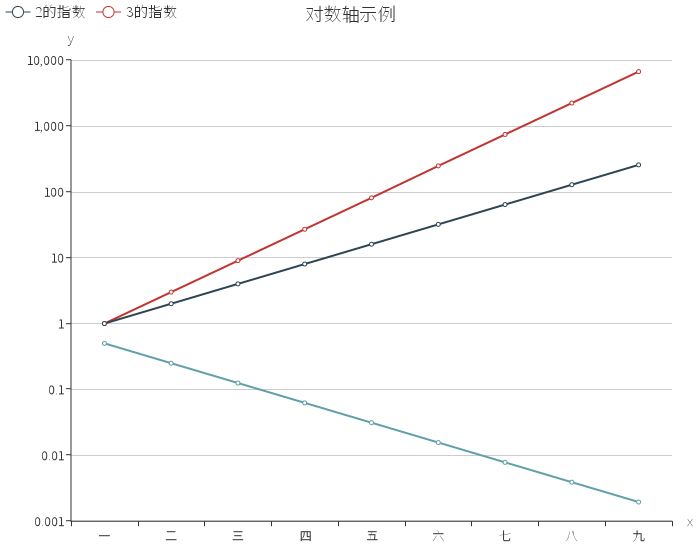 2的指数 3的指数 对数轴示例
y
10,000
1,000
100
10
1
0.1
0.01
0.001
一 二 三 四 五 六 七 八 九 x